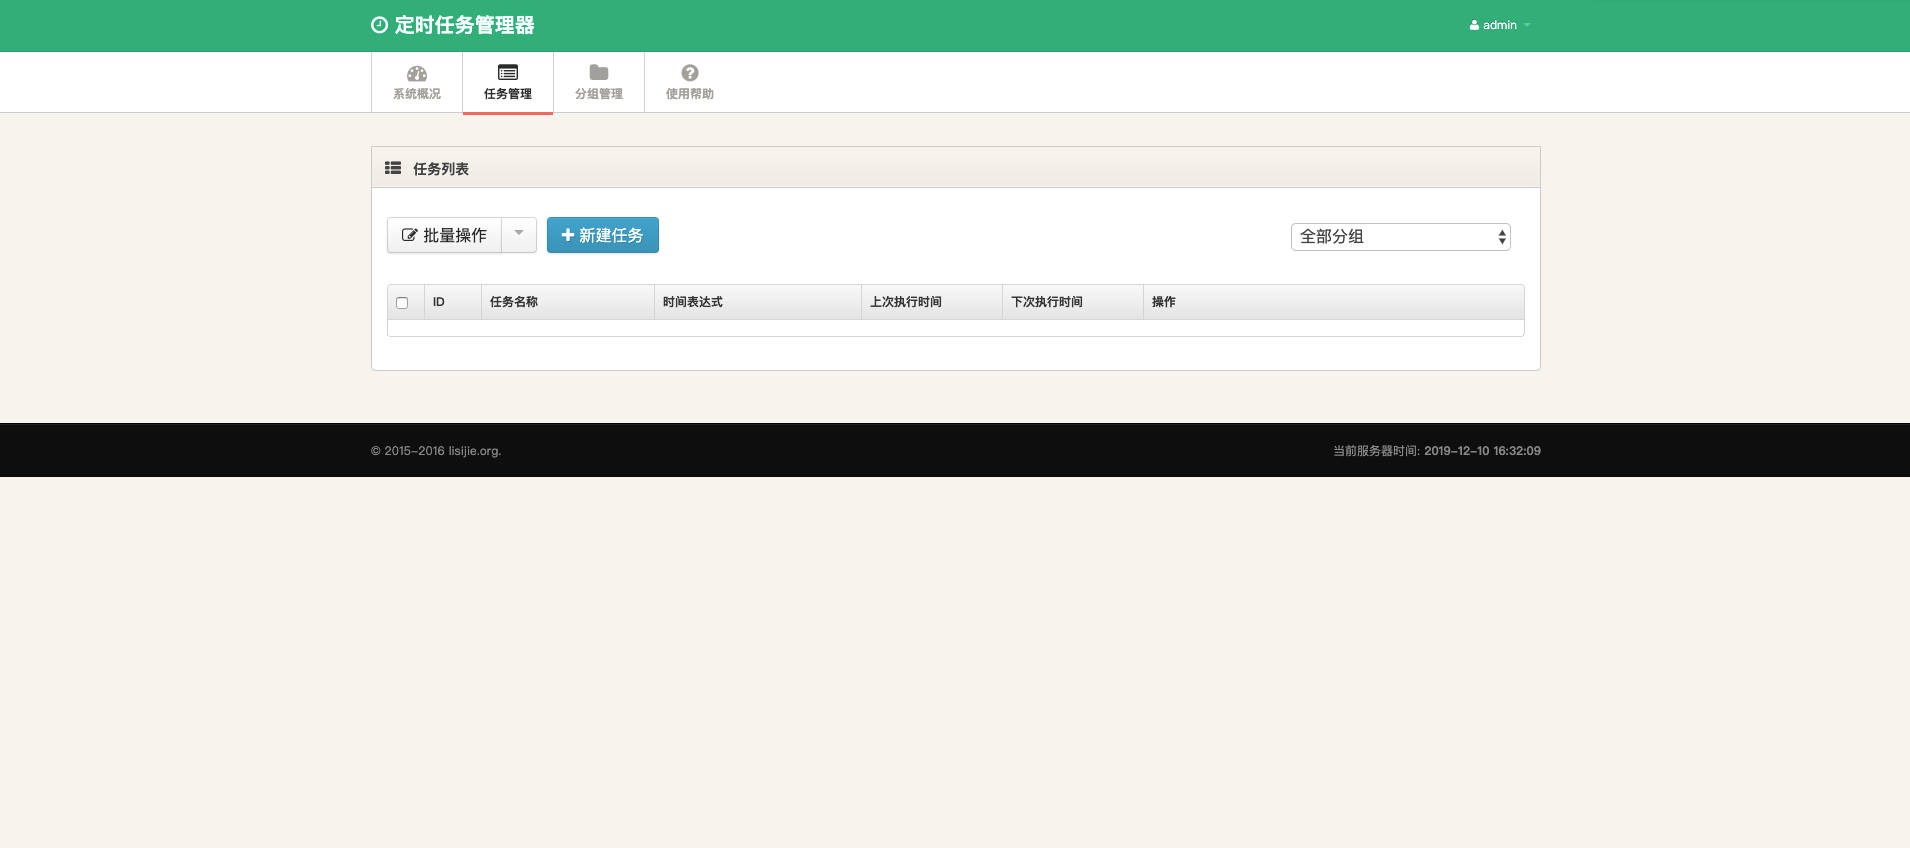 定时任务管理器
admin
系统概况
任务管理
分组管理
使用帮助
任务列表
批量操作
新建任务
全部分组
ID 任务名称 时间表达式 上次执行时间 下次执行时间 操作
© 2015-2016 lisijie.org.
当前服务器时间: 2019-12-10 16:32:09